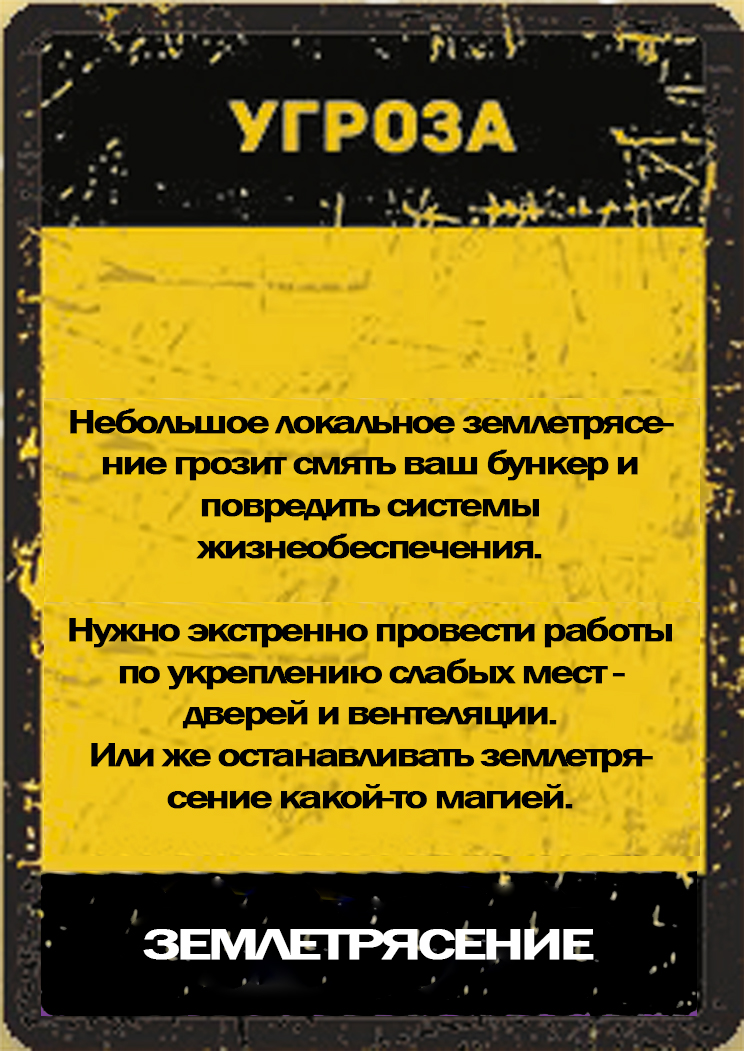 УГРОЗА
Небольшое локальное землетрясе-
ние грозит смять ваш бункер и
повредить системы
жизнеобеспечения.
Нужно экстренно провести работы
по укреплению слабых мест -
дверей и вентеляции.
Или же останавливать землетря-
сение какой-то магией.
ЗЕМЛЕТРЯСЕНИЕ